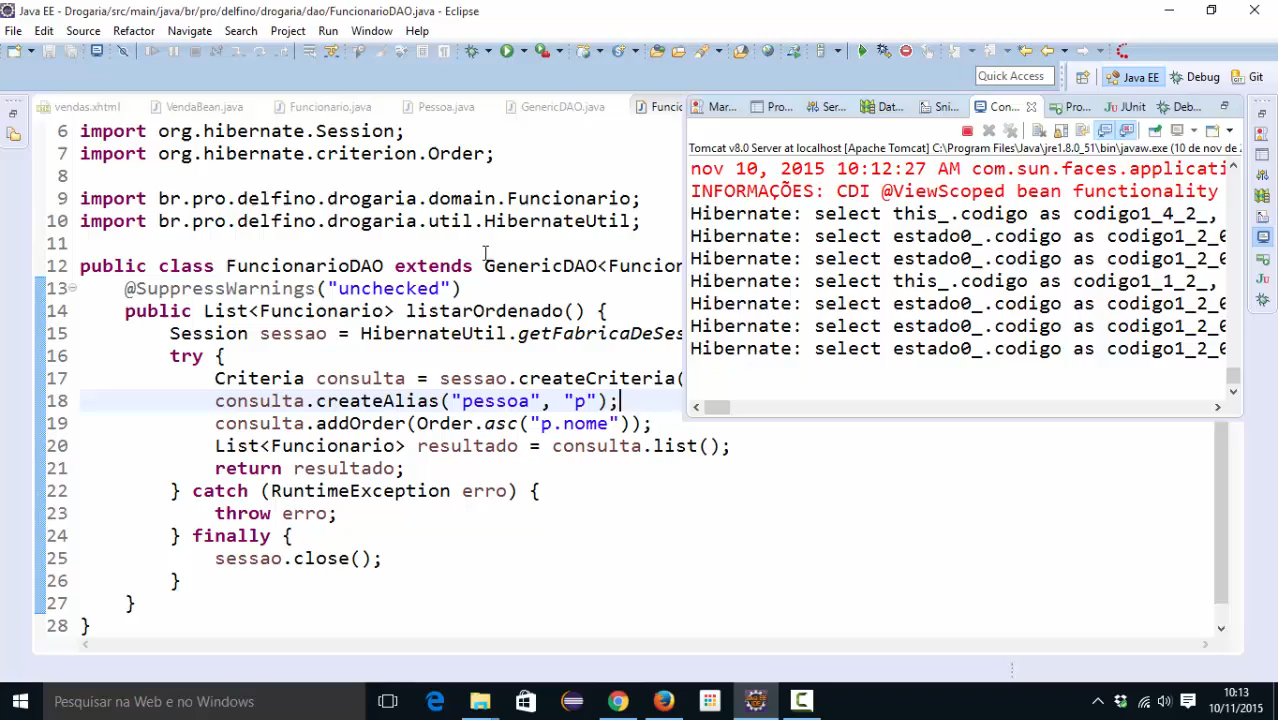 Java EE - Drogaria/src/main/java/br/pro/delfino/drogaria/dao/FuncionarioDAO.java - Eclipse
File Edit Source Refactor Navigate Search Project Run Window Help
Quick Access
Java EE
Debug
Git
vendas.xhtml
VendaBean.java
Funcionario.java
Pessoa.java
GenericDAO.java
Funcio
Mar...
Pro...
Ser...
Dat...
Sni...
Con...
Pro...
JUnit
Deb...
Tomcat v8.0 Server at localhost [Apache Tomcat] C:\Program Files\Java\jre1.8.0_51\bin\javaw.exe (10 de nov de 2
nov 10, 2015 10:12:27 AM com.sun.faces.applicati
INFORMAÇÕES: CDI @ViewScoped bean functionality
Hibernate: select this_.codigo as codigo1_4_2_,
Hibernate: select estado0_.codigo as codigo1_2_0
Hibernate: select estado0_.codigo as codigo1_2_0
Hibernate: select this_.codigo as codigo1_1_2_,
Hibernate: select estado0_.codigo as codigo1_2_0
Hibernate: select estado0_.codigo as codigo1_2_0
Hibernate: select estado0_.codigo as codigo1_2_0
6 import org.hibernate.Session;
7 import org.hibernate.criterion.Order;
8
9 import br.pro.delfino.drogaria.domain.Funcionario;
10 import br.pro.delfino.drogaria.util.HibernateUtil;
11
12 public class FuncionarioDAO extends GenericDAO<Funcion
13 @SuppressWarnings("unchecked")
14 public List<Funcionario> listarOrdenado() {
15 Session sessao = HibernateUtil.getFabricaDeSes
16 try {
17 Criteria consulta = sessao.createCriteria(
18 consulta.createAlias("pessoa", "p");
19 consulta.addOrder(Order.asc("p.nome"));
20 List<Funcionario> resultado = consulta.list();
21 return resultado;
22 } catch (RuntimeException erro) {
23 throw erro;
24 } finally {
25 sessao.close();
26 }
27 }
28 }
Pesquisar na Web e no Windows
10:13
10/11/2015